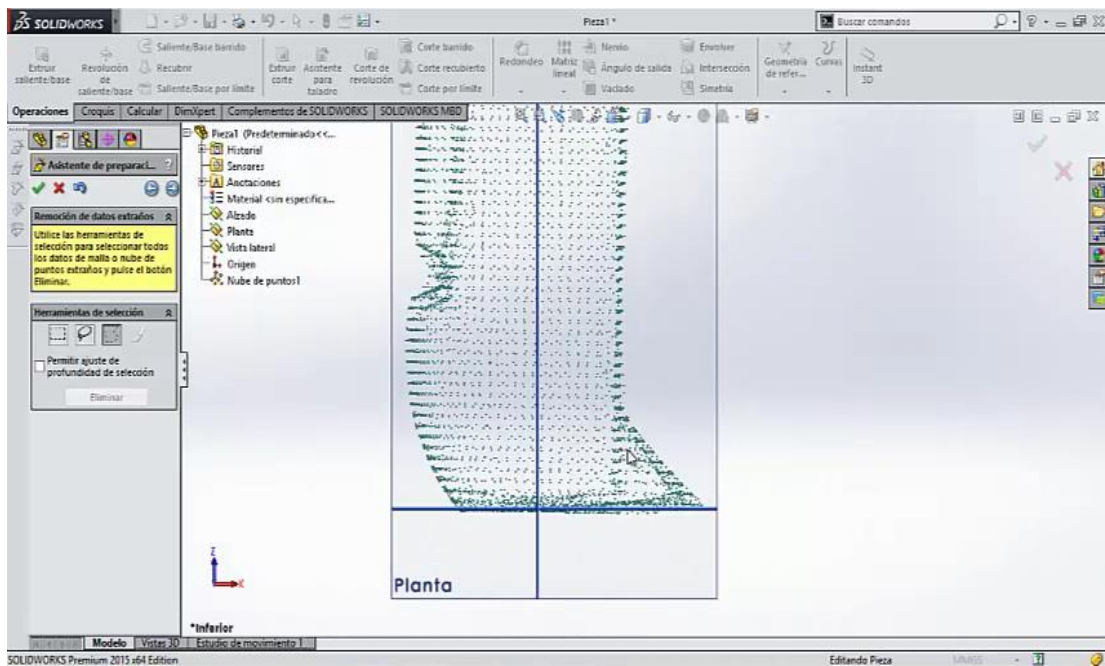 SOLIDWORKS
Pieza1 *
Buscar comandos
Extruir saliente/base
Revolución de saliente/base
Saliente/Base barrido
Recubrir
Saliente/Base por límite
Extruir corte
Asistente para taladro
Corte de revolución
Corte barrido
Corte recubierto
Corte por límite
Redondeo
Matriz lineal
Nervio
Ángulo de salida
Vaciado
Envolver
Intersección
Simetría
Geometría de refer...
Curvas
Instant 3D
Operaciones
Croquis
Calcular
DimXpert
Complementos de SOLIDWORKS
SOLIDWORKS MBD
Asistente de preparaci...
?
Remoción de datos extraños
Utilice las herramientas de
selección para seleccionar todos
los datos de malla o nube de
puntos extraños y pulse el botón
Eliminar.
Herramientas de selección
Permitir ajuste de
profundidad de selección
Eliminar
Pieza1 (Predeterminado<<...
Historial
Sensores
Anotaciones
Material <sin especifica...
Alzado
Planta
Vista lateral
Origen
Nube de puntos1
Z
X
Planta
*Inferior
Modelo
Vistas 3D
Estudio de movimiento 1
SOLIDWORKS Premium 2015 x64 Edition
Editando Pieza
MMGS